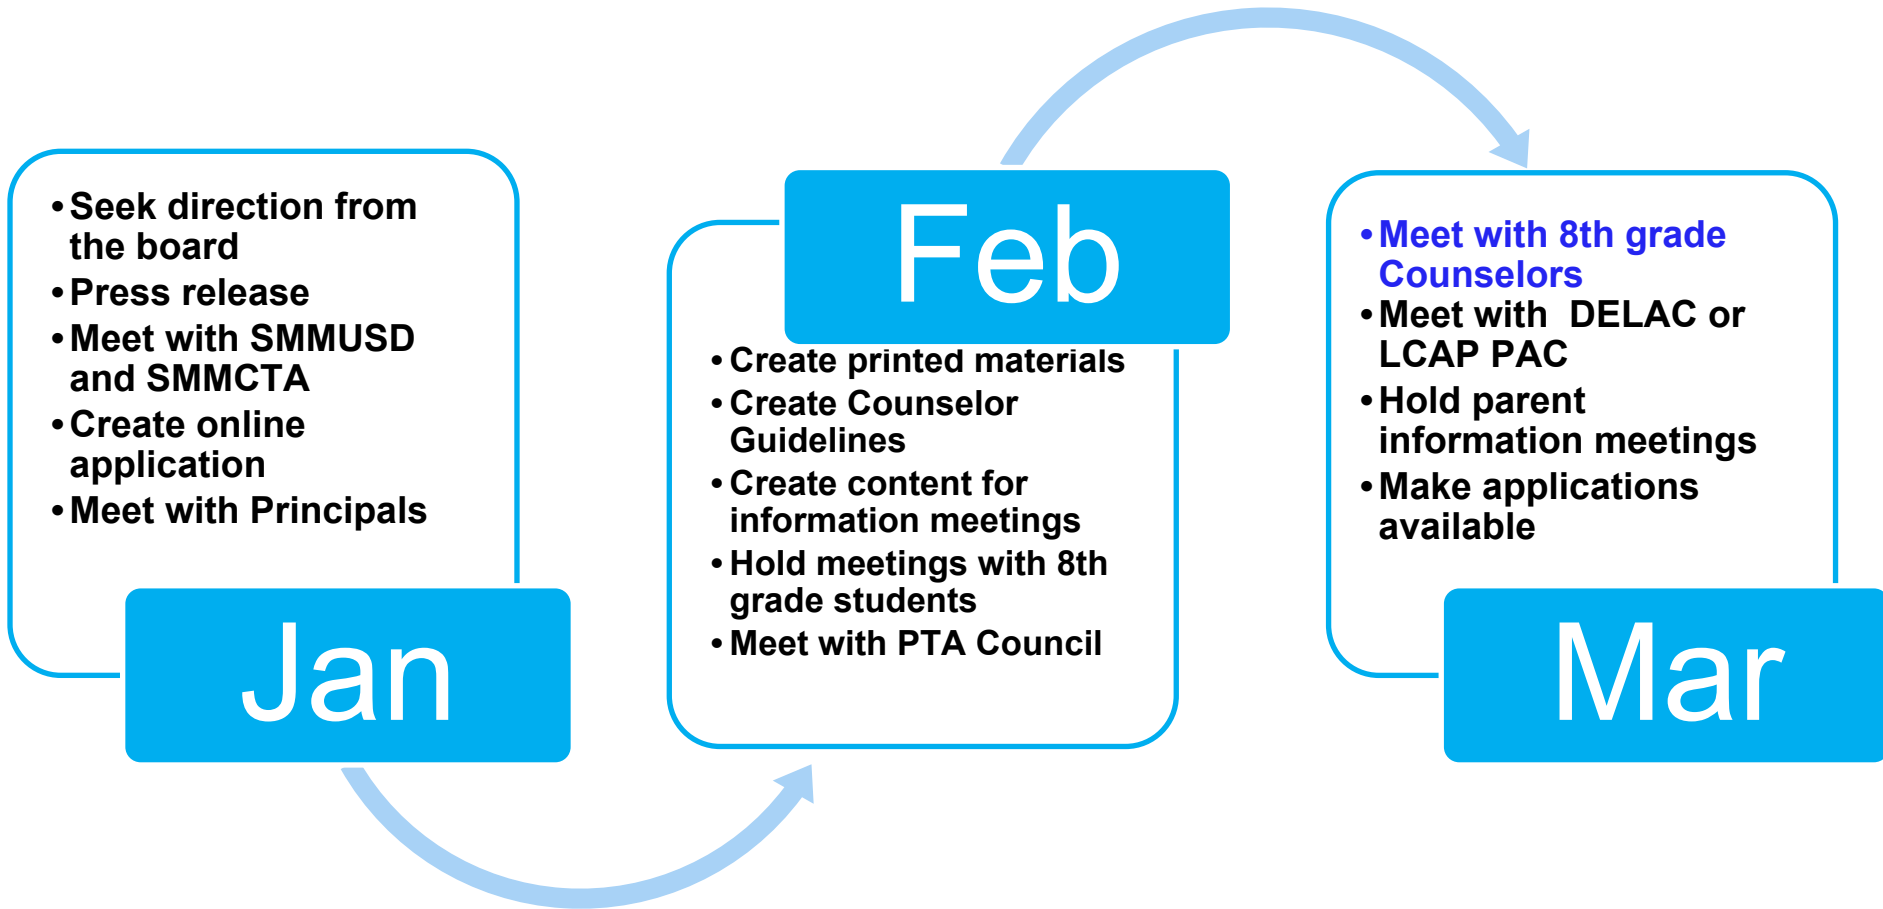 • Seek direction from
the board
• Press release
• Meet with SMMUSD
and SMMCTA
• Create online
application
• Meet with Principals
Jan
Feb
• Create printed materials
• Create Counselor
Guidelines
• Create content for
information meetings
• Hold meetings with 8th
grade students
• Meet with PTA Council
• Meet with 8th grade
Counselors
• Meet with  DELAC or
LCAP PAC
• Hold parent
information meetings
• Make applications
available
Mar